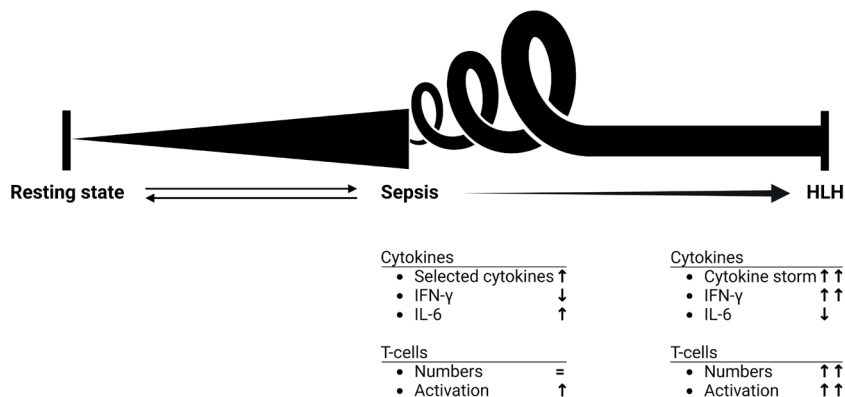 Resting state Sepsis HLH
Cytokines
• Selected cytokines ↑
• IFN-γ ↓
• IL-6 ↑
T-cells
• Numbers =
• Activation ↑
Cytokines
• Cytokine storm ↑↑
• IFN-γ ↑↑
• IL-6 ↓
T-cells
• Numbers ↑↑
• Activation ↑↑